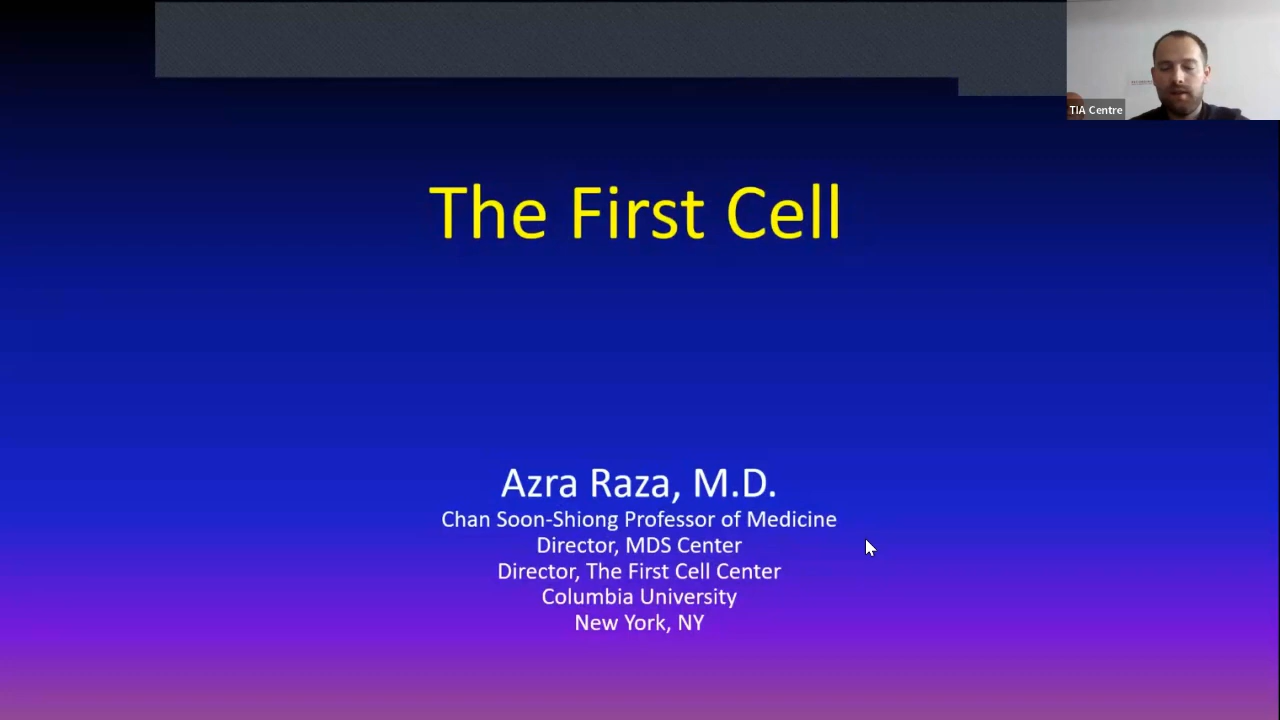 TIA Centre
The First Cell
Azra Raza, M.D.
Chan Soon-Shiong Professor of Medicine
Director, MDS Center
Director, The First Cell Center
Columbia University
New York, NY